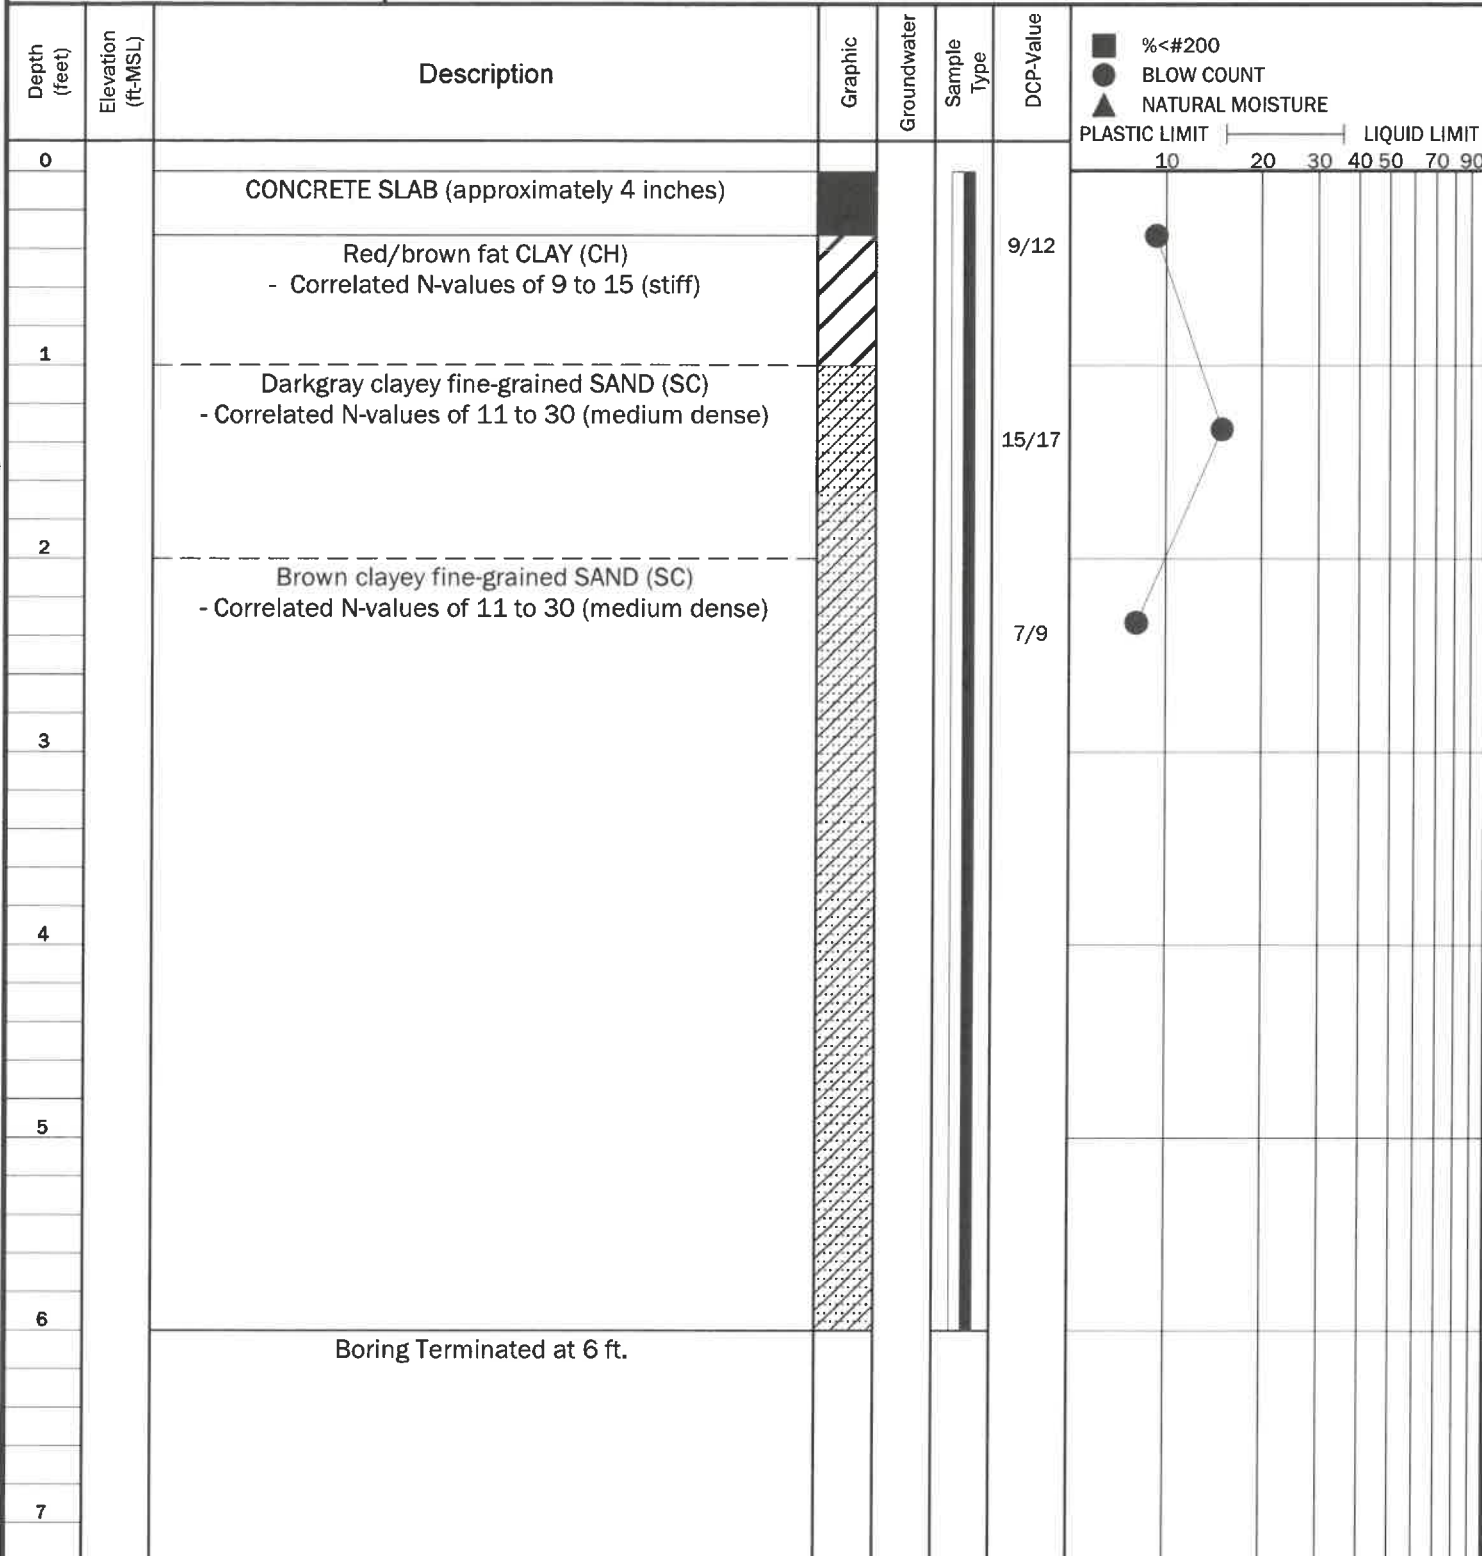 Depth
(feet)
Elevation
(ft-MSL)
Description
Graphic
Groundwater
Sample
Type
DCP-Value
%<#200
BLOW COUNT
NATURAL MOISTURE
PLASTIC LIMIT LIQUID LIMIT
10 20 30 40 50 70 90
0
CONCRETE SLAB (approximately 4 inches)
Red/brown fat CLAY (CH)
9/12
- Correlated N-values of 9 to 15 (stiff)
1
Darkgray clayey fine-grained SAND (SC)
- Correlated N-values of 11 to 30 (medium dense)
15/17
2
Brown clayey fine-grained SAND (SC)
- Correlated N-values of 11 to 30 (medium dense)
7/9
3
4
5
6
Boring Terminated at 6 ft.
7